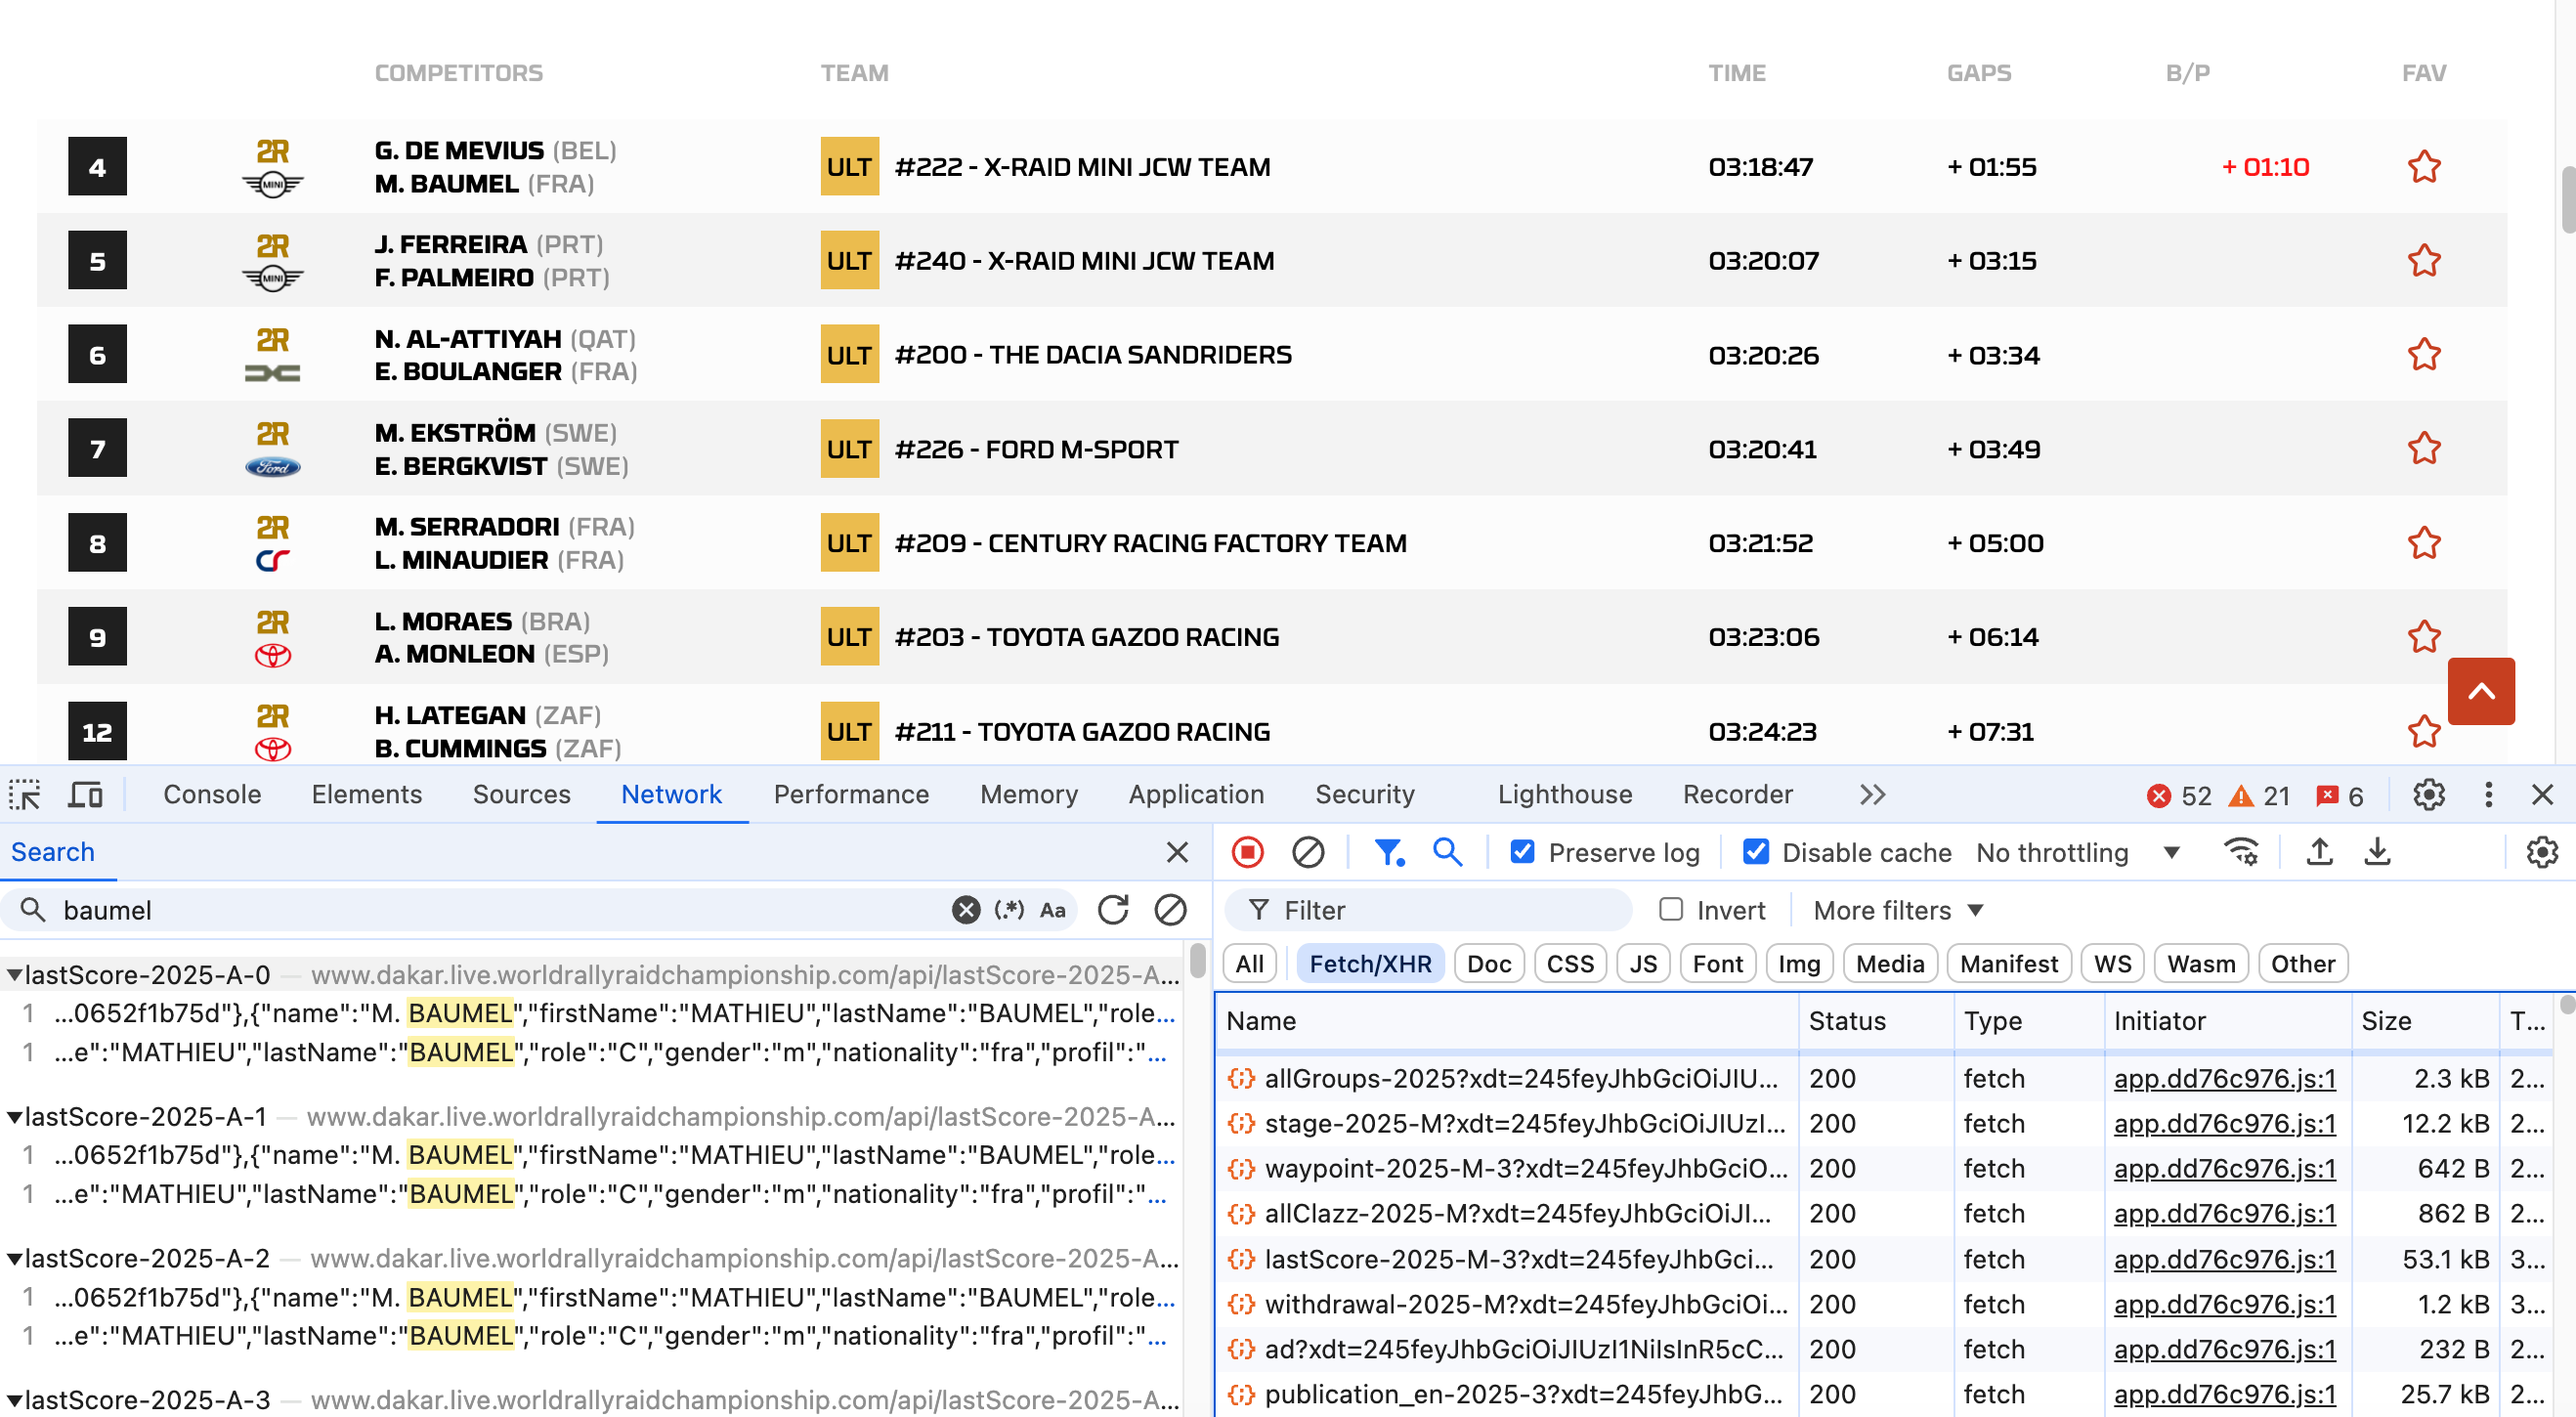 COMPETITORS TEAM TIME GAPS B/P FAV
4 2R MINI G. DE MEVIUS (BEL) M. BAUMEL (FRA) ULT #222 - X-RAID MINI JCW TEAM 03:18:47 + 01:55 + 01:10
5 2R MINI J. FERREIRA (PRT) F. PALMEIRO (PRT) ULT #240 - X-RAID MINI JCW TEAM 03:20:07 + 03:15
6 2R N. AL-ATTIYAH (QAT) E. BOULANGER (FRA) ULT #200 - THE DACIA SANDRIDERS 03:20:26 + 03:34
7 2R Ford M. EKSTRÖM (SWE) E. BERGKVIST (SWE) ULT #226 - FORD M-SPORT 03:20:41 + 03:49
8 2R CR M. SERRADORI (FRA) L. MINAUDIER (FRA) ULT #209 - CENTURY RACING FACTORY TEAM 03:21:52 + 05:00
9 2R L. MORAES (BRA) A. MONLEON (ESP) ULT #203 - TOYOTA GAZOO RACING 03:23:06 + 06:14
12 2R H. LATEGAN (ZAF) B. CUMMINGS (ZAF) ULT #211 - TOYOTA GAZOO RACING 03:24:23 + 07:31
Console Elements Sources Network Performance Memory Application Security Lighthouse Recorder 52 21 6
Search
baumel (.*) Aa
lastScore-2025-A-0 — www.dakar.live.worldrallyraidchampionship.com/api/lastScore-2025-A...
1 ...0652f1b75d"},{"name":"M. BAUMEL","firstName":"MATHIEU","lastName":"BAUMEL","role...
1 ...e":"MATHIEU","lastName":"BAUMEL","role":"C","gender":"m","nationality":"fra","profil":"...
lastScore-2025-A-1 — www.dakar.live.worldrallyraidchampionship.com/api/lastScore-2025-A...
1 ...0652f1b75d"},{"name":"M. BAUMEL","firstName":"MATHIEU","lastName":"BAUMEL","role...
1 ...e":"MATHIEU","lastName":"BAUMEL","role":"C","gender":"m","nationality":"fra","profil":"...
lastScore-2025-A-2 — www.dakar.live.worldrallyraidchampionship.com/api/lastScore-2025-A...
1 ...0652f1b75d"},{"name":"M. BAUMEL","firstName":"MATHIEU","lastName":"BAUMEL","role...
1 ...e":"MATHIEU","lastName":"BAUMEL","role":"C","gender":"m","nationality":"fra","profil":"...
lastScore-2025-A-3 — www.dakar.live.worldrallyraidchampionship.com/api/lastScore-2025-A...
Preserve log Disable cache No throttling
Filter Invert More filters
All Fetch/XHR Doc CSS JS Font Img Media Manifest WS Wasm Other
Name Status Type Initiator Size T...
allGroups-2025?xdt=245feyJhbGciOiJIU... 200 fetch app.dd76c976.js:1 2.3 kB 2...
stage-2025-M?xdt=245feyJhbGciOiJIUzI... 200 fetch app.dd76c976.js:1 12.2 kB 2...
waypoint-2025-M-3?xdt=245feyJhbGciO... 200 fetch app.dd76c976.js:1 642 B 2...
allClazz-2025-M?xdt=245feyJhbGciOiJI... 200 fetch app.dd76c976.js:1 862 B 2...
lastScore-2025-M-3?xdt=245feyJhbGci... 200 fetch app.dd76c976.js:1 53.1 kB 3...
withdrawal-2025-M?xdt=245feyJhbGciOi... 200 fetch app.dd76c976.js:1 1.2 kB 3...
ad?xdt=245feyJhbGciOiJIUzI1NiIsInR5cC... 200 fetch app.dd76c976.js:1 232 B 2...
publication_en-2025-3?xdt=245feyJhbG... 200 fetch app.dd76c976.js:1 25.7 kB 2...